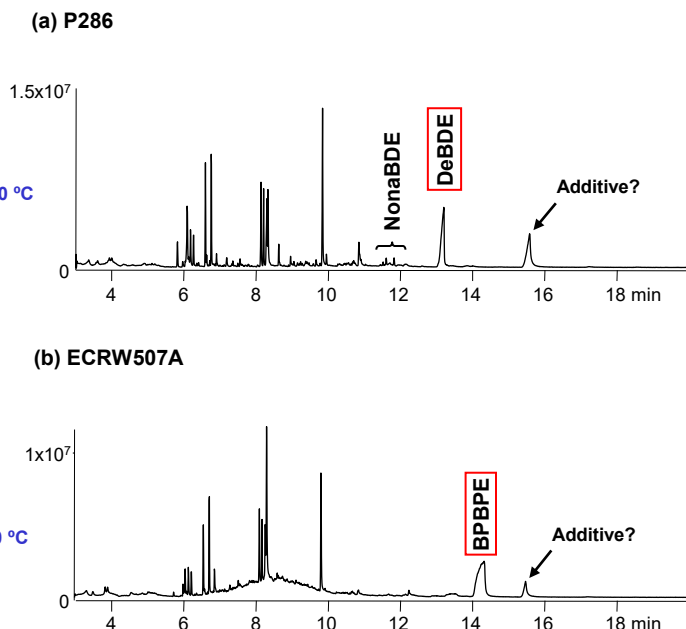 (a) P286
1.5x10⁷
0 ºC
NonaBDE
DeBDE
Additive?
0
4 6 8 10 12 14 16 18 min
(b) ECRW507A
1x10⁷
0 ºC
BPBPE
Additive?
0
4 6 8 10 12 14 16 18 min